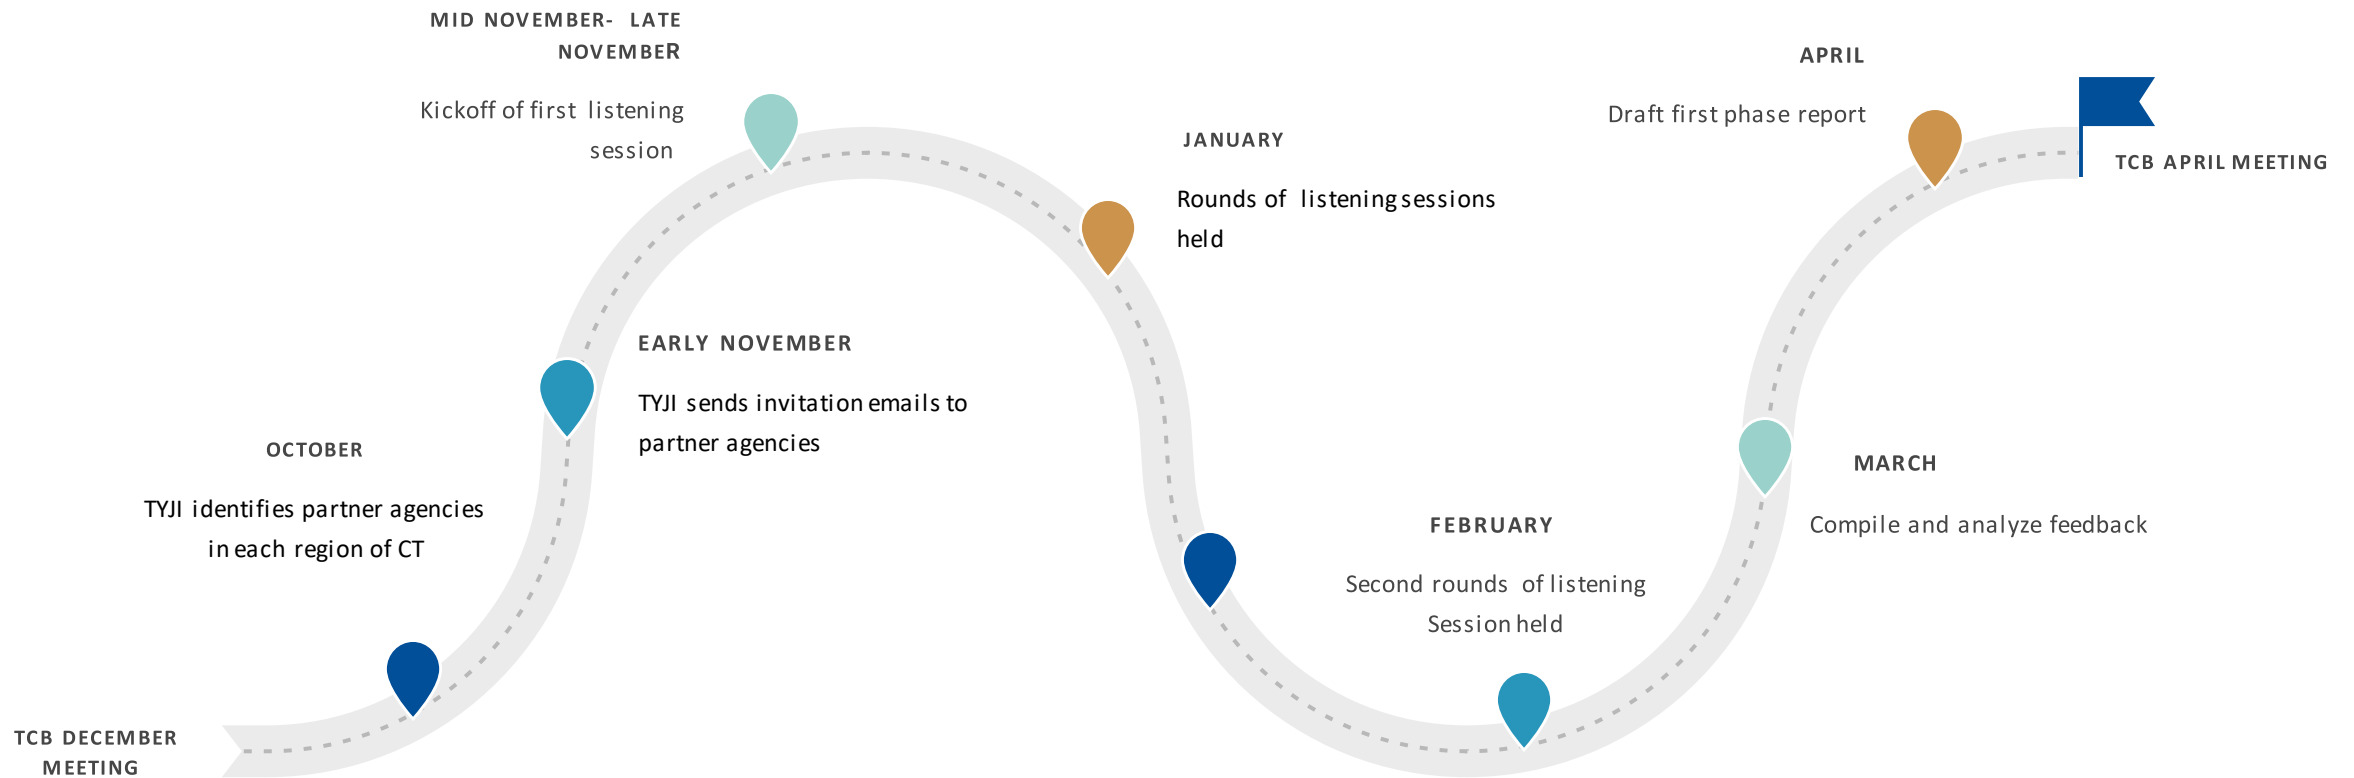 TCB DECEMBER
MEETING
OCTOBER
TYJI identifies partner agencies
in each region of CT
EARLY NOVEMBER
TYJI sends invitation emails to
partner agencies
MID NOVEMBER- LATE
NOVEMBER
Kickoff of first listening
session
JANUARY
Rounds of listening sessions
held
FEBRUARY
Second rounds of listening
Session held
MARCH
Compile and analyze feedback
APRIL
Draft first phase report
TCB APRIL MEETING